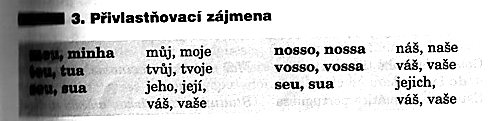 3. Přivlastňovací zájmena
meu, minha můj, moje nosso, nossa náš, naše
teu, tua tvůj, tvoje vosso, vossa váš, vaše
seu, sua jeho, její, seu, sua jejich,
váš, vaše váš, vaše